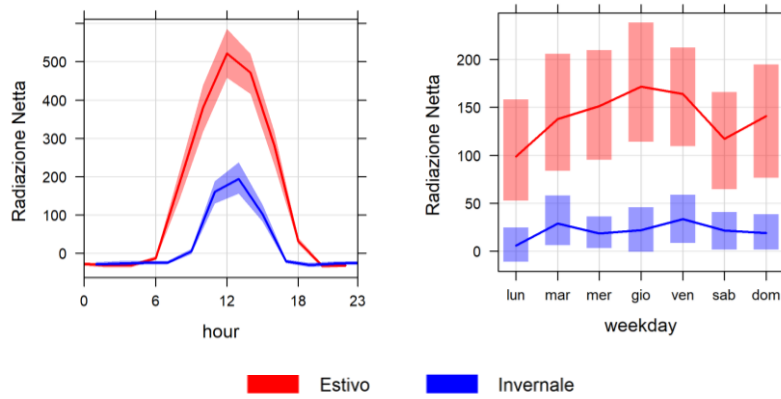 Radiazione Netta
500
400
300
200
100
0
0 6 12 18 23
hour
Radiazione Netta
200
150
100
50
0
lun mar mer gio ven sab dom
weekday
Estivo Invernale